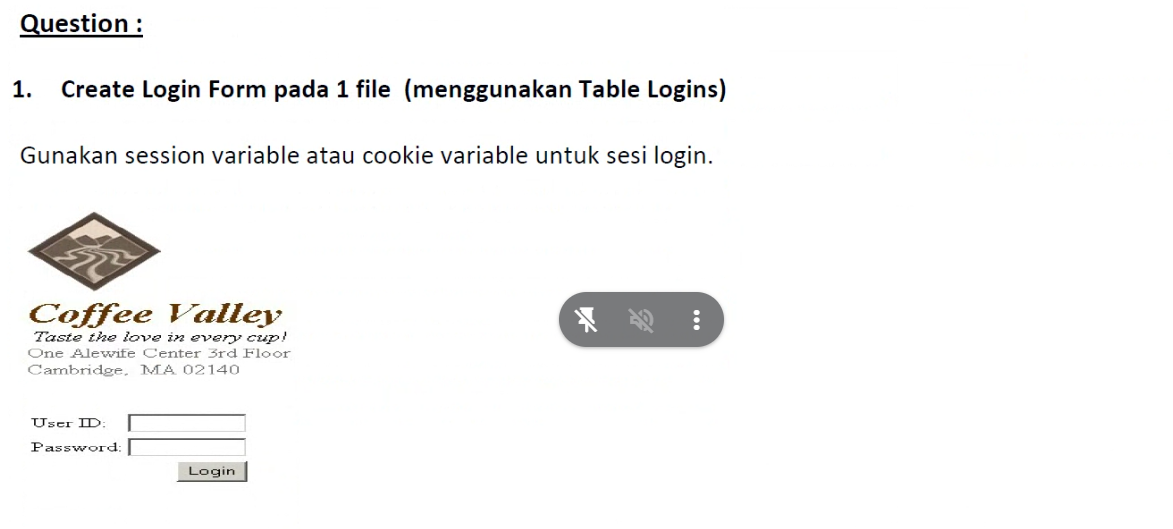 Question :
1. Create Login Form pada 1 file (menggunakan Table Logins)
Gunakan session variable atau cookie variable untuk sesi login.
Coffee Valley
Taste the love in every cup!
One Alewife Center 3rd Floor
Cambridge, MA 02140
User ID:
Password:
Login